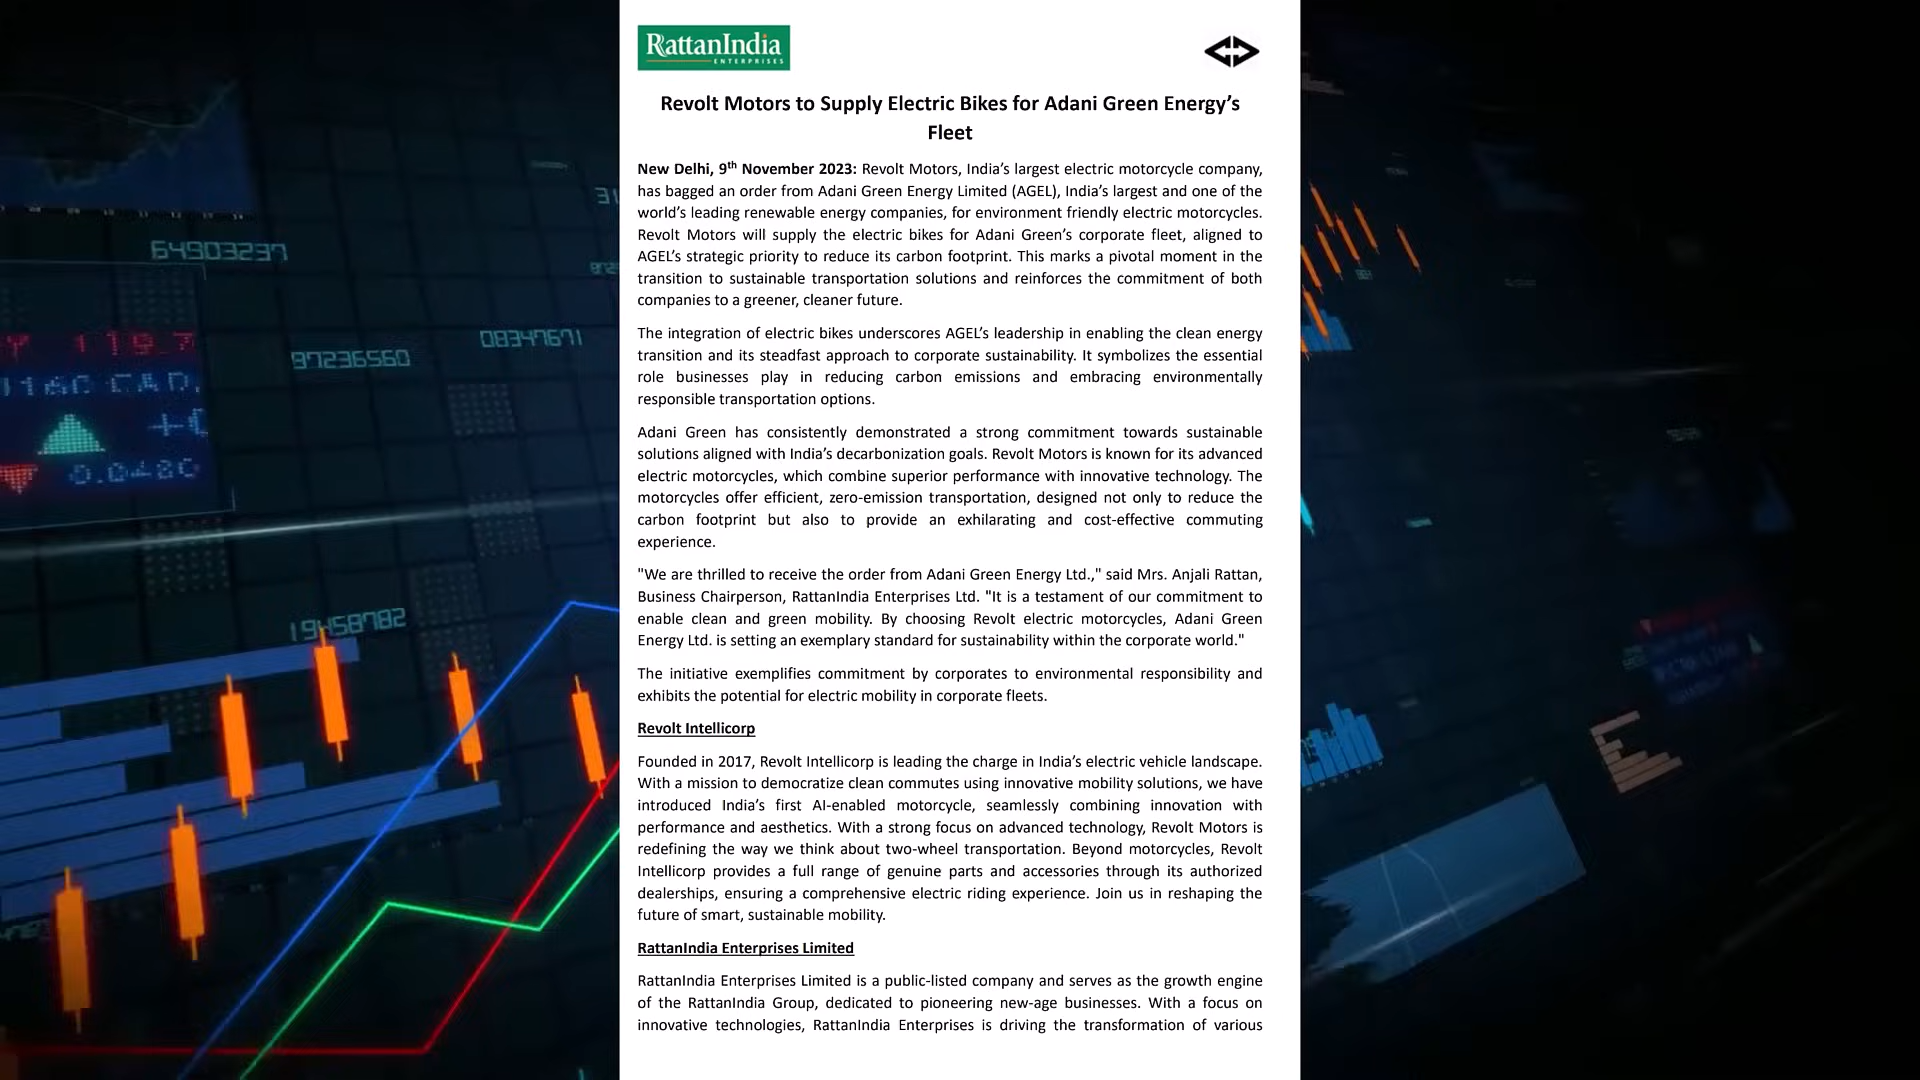 RattanIndia
ENTERPRISES
Revolt Motors to Supply Electric Bikes for Adani Green Energy’s
Fleet
New Delhi, 9th November 2023: Revolt Motors, India’s largest electric motorcycle company,
has bagged an order from Adani Green Energy Limited (AGEL), India’s largest and one of the
world’s leading renewable energy companies, for environment friendly electric motorcycles.
Revolt Motors will supply the electric bikes for Adani Green’s corporate fleet, aligned to
AGEL’s strategic priority to reduce its carbon footprint. This marks a pivotal moment in the
transition to sustainable transportation solutions and reinforces the commitment of both
companies to a greener, cleaner future.
The integration of electric bikes underscores AGEL’s leadership in enabling the clean energy
transition and its steadfast approach to corporate sustainability. It symbolizes the essential
role businesses play in reducing carbon emissions and embracing environmentally
responsible transportation options.
Adani Green has consistently demonstrated a strong commitment towards sustainable
solutions aligned with India’s decarbonization goals. Revolt Motors is known for its advanced
electric motorcycles, which combine superior performance with innovative technology. The
motorcycles offer efficient, zero-emission transportation, designed not only to reduce the
carbon footprint but also to provide an exhilarating and cost-effective commuting
experience.
"We are thrilled to receive the order from Adani Green Energy Ltd.," said Mrs. Anjali Rattan,
Business Chairperson, RattanIndia Enterprises Ltd. "It is a testament of our commitment to
enable clean and green mobility. By choosing Revolt electric motorcycles, Adani Green
Energy Ltd. is setting an exemplary standard for sustainability within the corporate world."
The initiative exemplifies commitment by corporates to environmental responsibility and
exhibits the potential for electric mobility in corporate fleets.
Revolt Intellicorp
Founded in 2017, Revolt Intellicorp is leading the charge in India’s electric vehicle landscape.
With a mission to democratize clean commutes using innovative mobility solutions, we have
introduced India’s first AI-enabled motorcycle, seamlessly combining innovation with
performance and aesthetics. With a strong focus on advanced technology, Revolt Motors is
redefining the way we think about two-wheel transportation. Beyond motorcycles, Revolt
Intellicorp provides a full range of genuine parts and accessories through its authorized
dealerships, ensuring a comprehensive electric riding experience. Join us in reshaping the
future of smart, sustainable mobility.
RattanIndia Enterprises Limited
RattanIndia Enterprises Limited is a public-listed company and serves as the growth engine
of the RattanIndia Group, dedicated to pioneering new-age businesses. With a focus on
innovative technologies, RattanIndia Enterprises is driving the transformation of various
64903237
97236560
08347671
119.7
1160 CAD.
0.0480
19458782